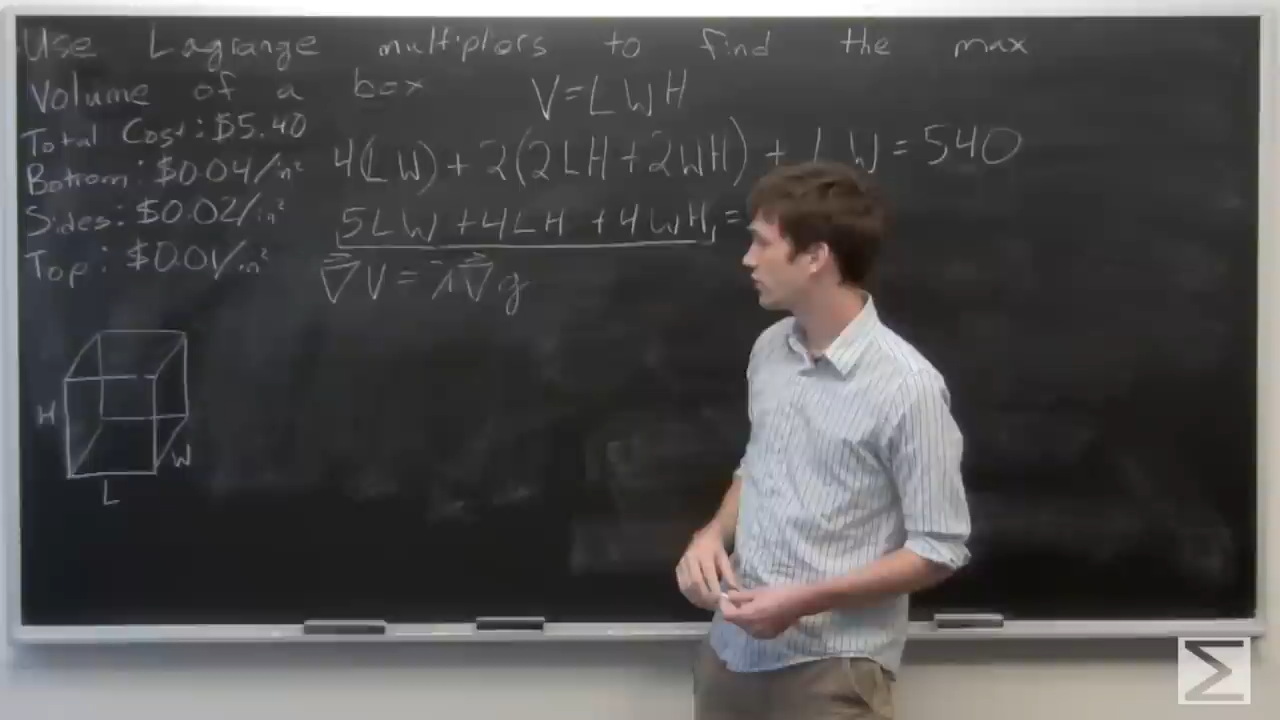 Use Lagrange multipliors to find the max
Volume of a box
V=LWH
Total Cost: $5.40
4(LW)+2(2LH+2WH)+LW=540
Bottom: $0.04/in²
Sides: $0.02/in²
5LW+4LH+4WH=
Top: $0.01/in²
∇⃗V=λ∇⃗g
H
W
L
Σ